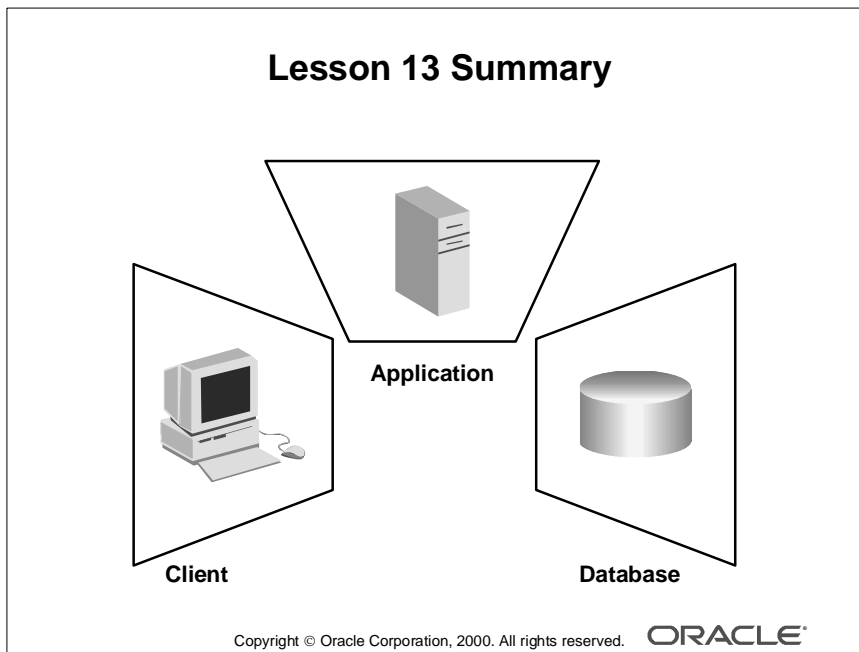 Lesson 13 Summary
Application
Client
Database
Copyright © Oracle Corporation, 2000. All rights reserved.
ORACLE®